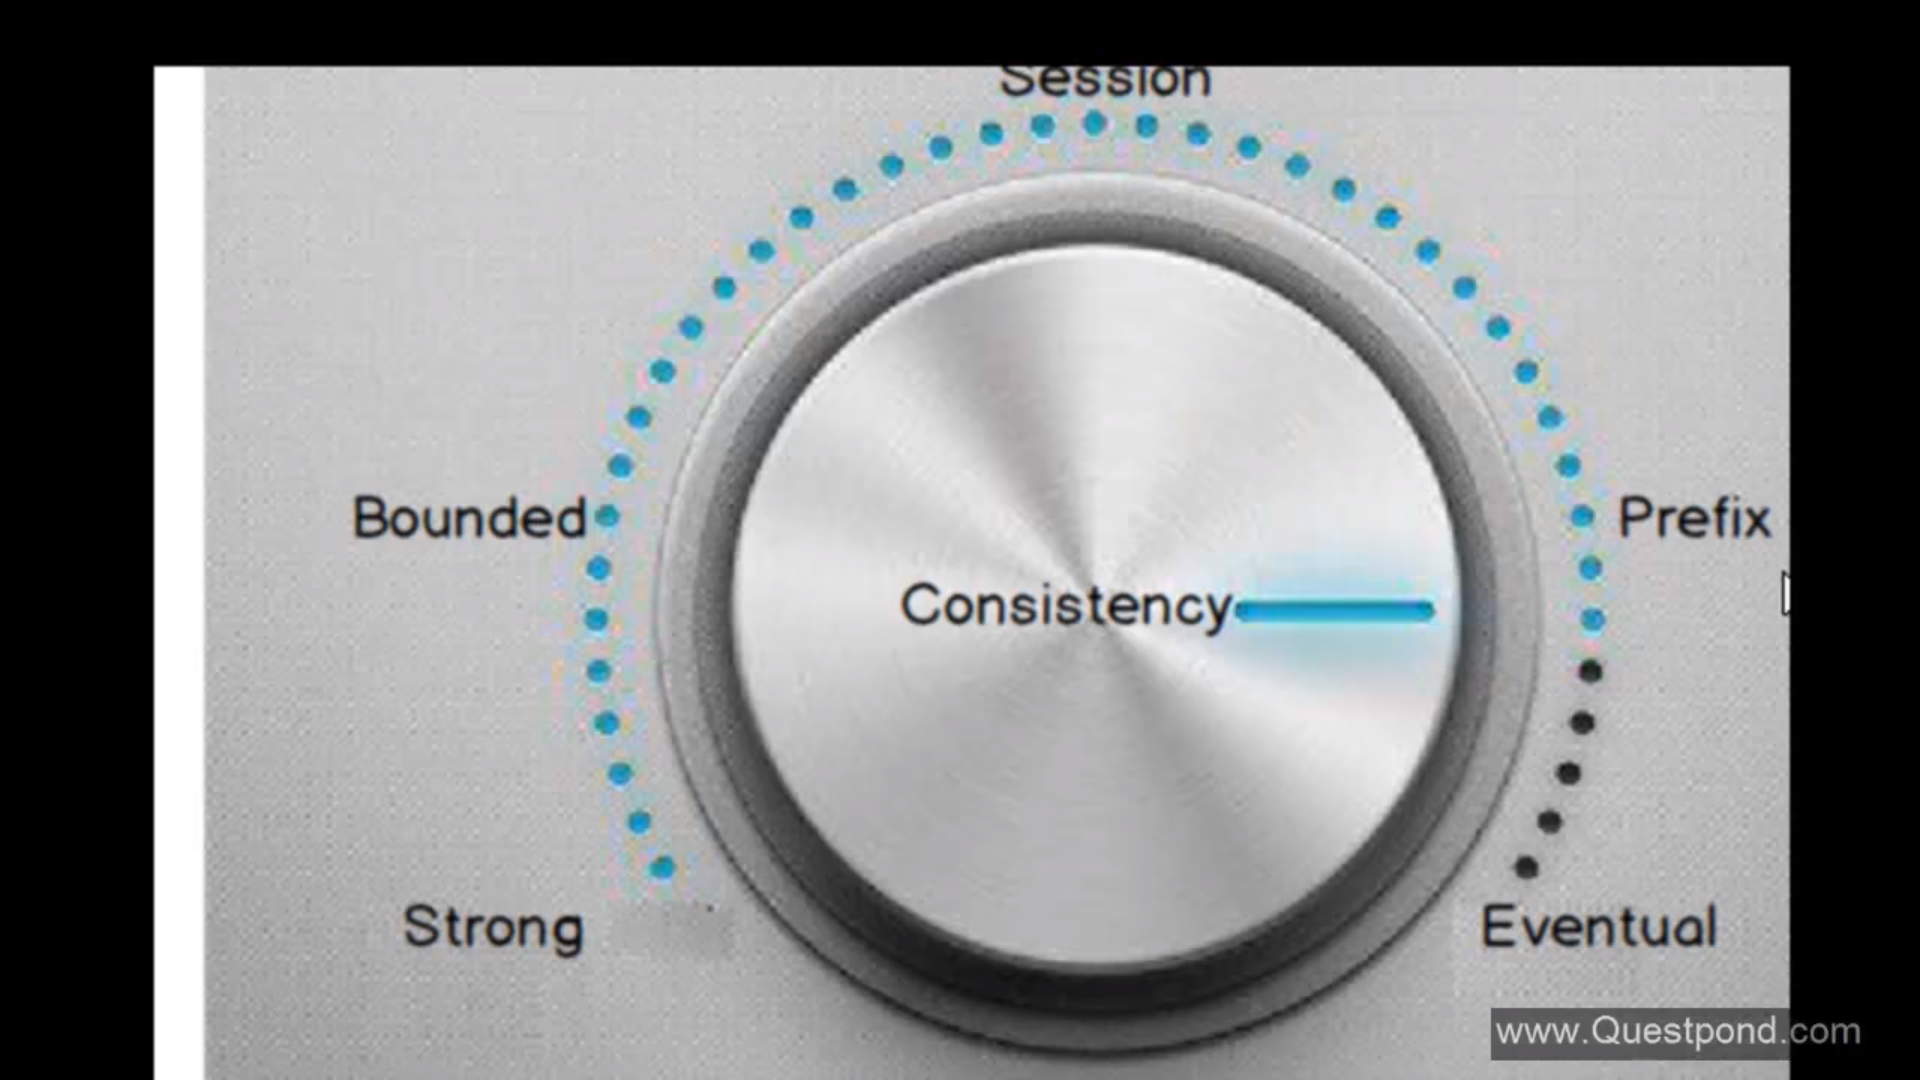 Session
Bounded
Prefix
Consistency
Strong
Eventual
www.Questpond.com